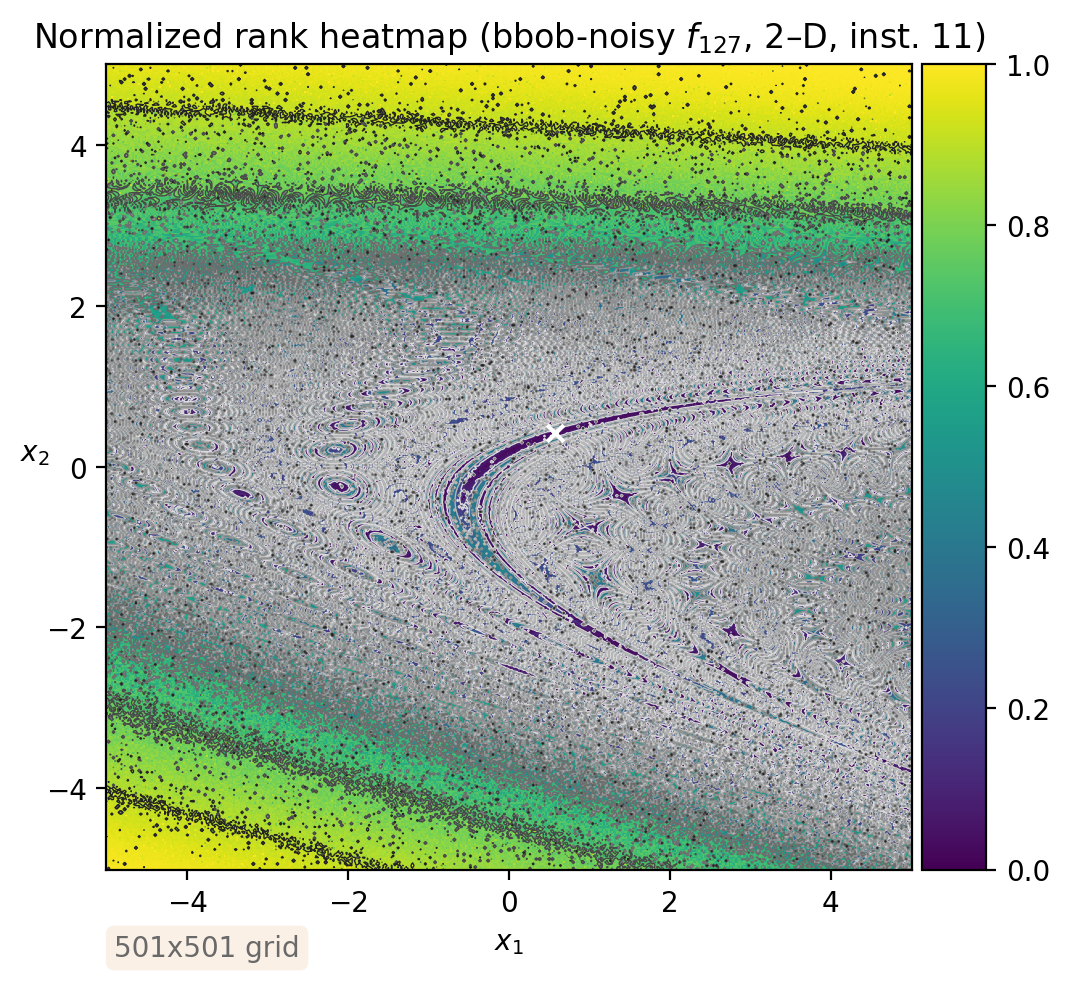 Normalized rank heatmap (bbob-noisy f₁₂₇, 2–D, inst. 11)
1.0
0.8
0.6
0.4
0.2
0.0
4
2
0
−2
−4
x₂
−4 −2 0 2 4
x₁
501x501 grid